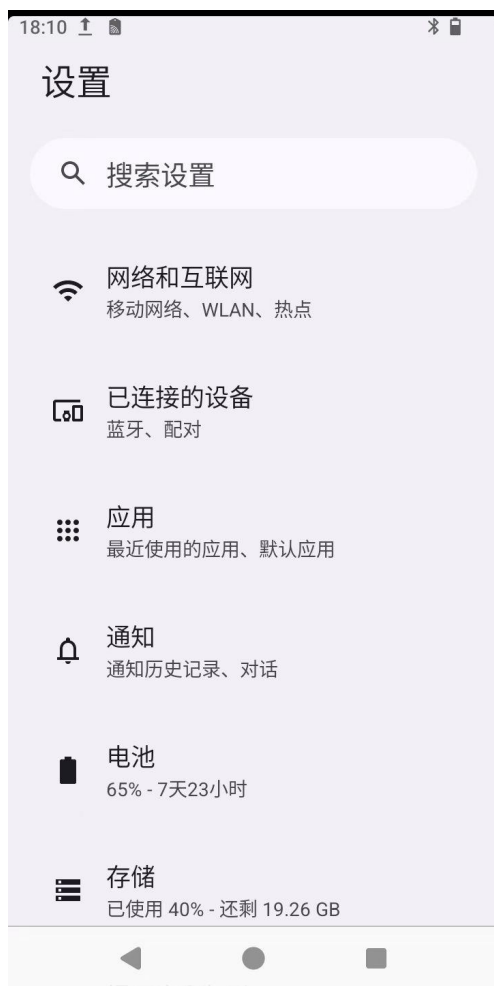 18:10
设置
搜索设置
网络和互联网
移动网络、WLAN、热点
已连接的设备
蓝牙、配对
应用
最近使用的应用、默认应用
通知
通知历史记录、对话
电池
65% - 7天23小时
存储
已使用 40% - 还剩 19.26 GB